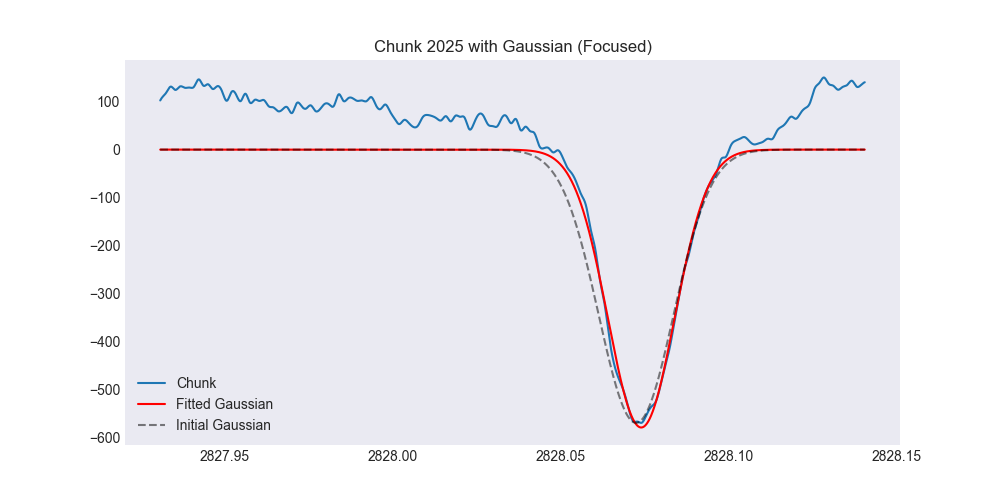 Chunk 2025 with Gaussian (Focused)
100
0
−100
−200
−300
−400
−500
−600
Chunk
Fitted Gaussian
Initial Gaussian
2827.95 2828.00 2828.05 2828.10 2828.15